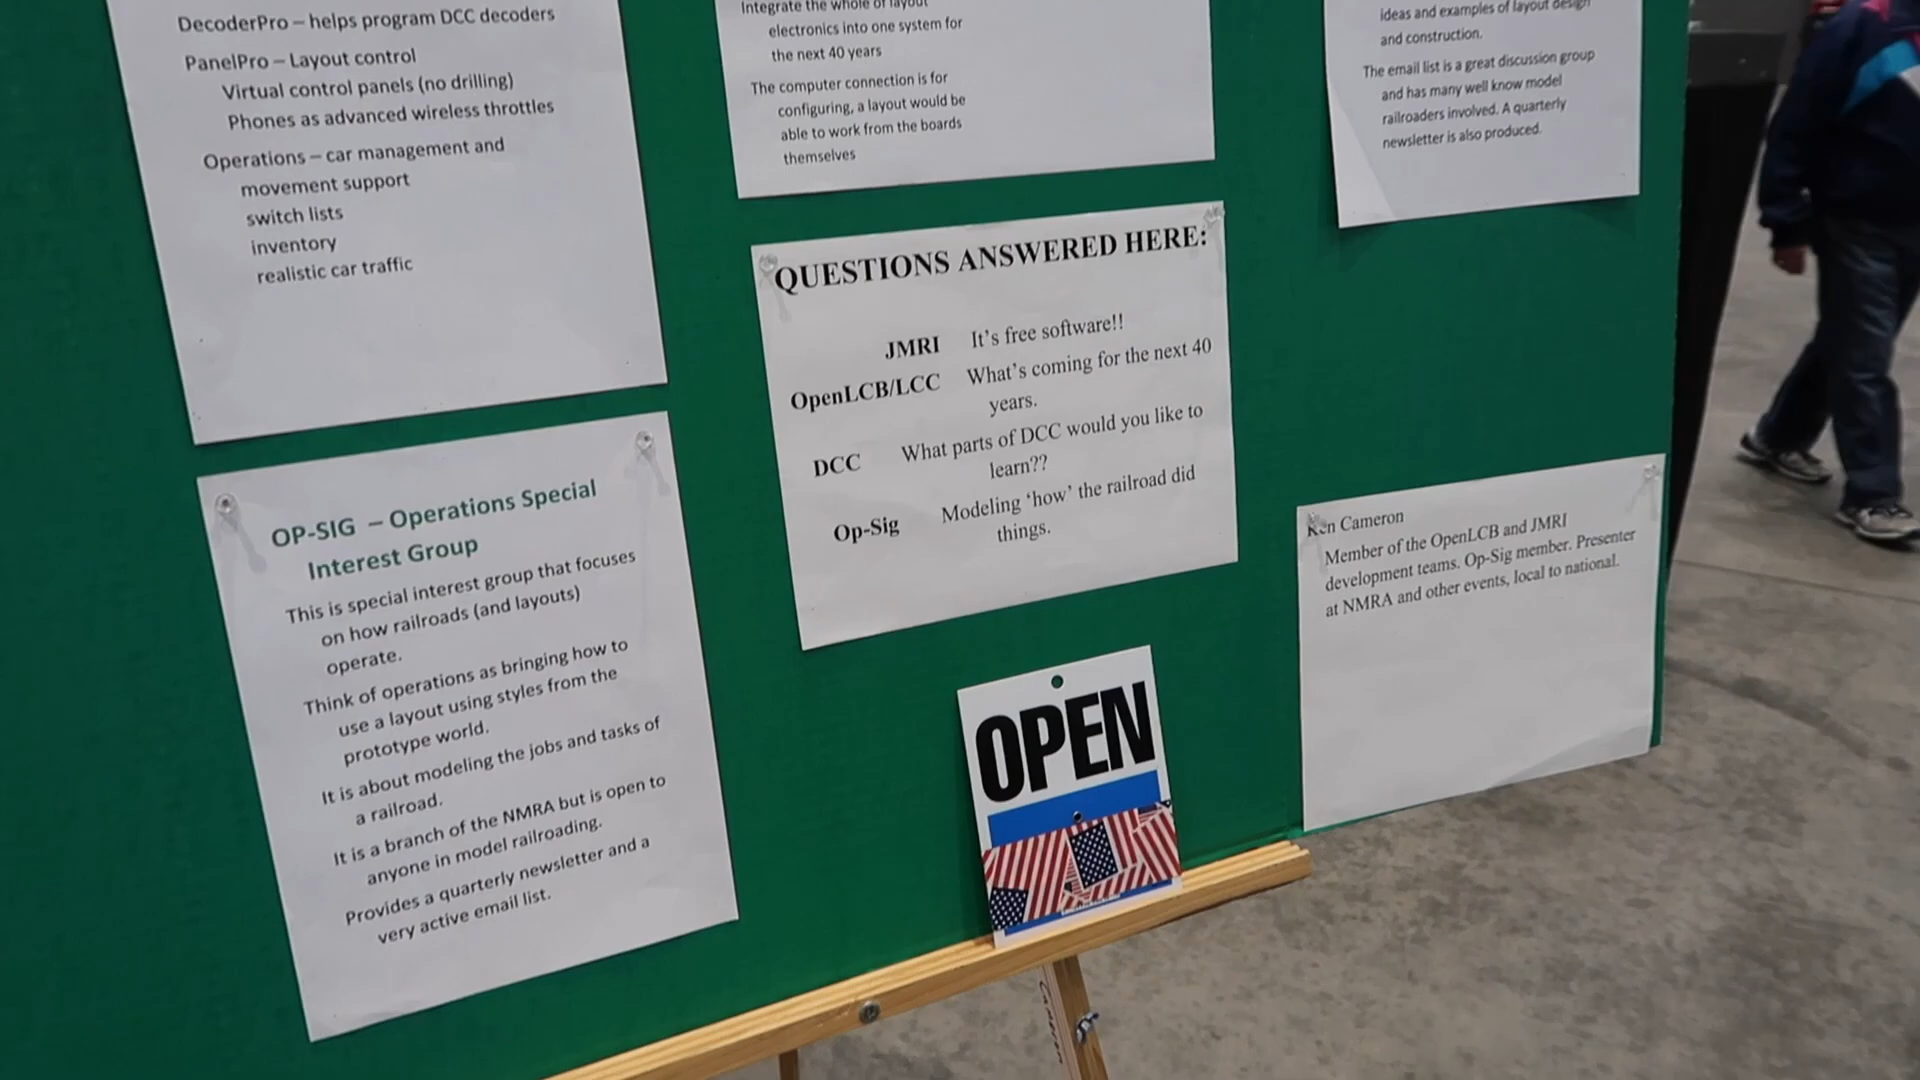 DecoderPro – helps program DCC decoders
PanelPro – Layout control
Virtual control panels (no drilling)
Phones as advanced wireless throttles
Operations – car management and
movement support
switch lists
inventory
realistic car traffic
Integrate the whole of layout
electronics into one system for
the next 40 years
The computer connection is for
configuring, a layout would be
able to work from the boards
themselves
ideas and examples of layout design
and construction.
The email list is a great discussion group
and has many well know model
railroaders involved. A quarterly
newsletter is also produced.
QUESTIONS ANSWERED HERE:
JMRI It's free software!!
OpenLCB/LCC What's coming for the next 40
years.
DCC What parts of DCC would you like to
learn??
Op-Sig Modeling 'how' the railroad did
things.
OP-SIG – Operations Special
Interest Group
This is special interest group that focuses
on how railroads (and layouts)
operate.
Think of operations as bringing how to
use a layout using styles from the
prototype world.
It is about modeling the jobs and tasks of
a railroad.
It is a branch of the NMRA but is open to
anyone in model railroading.
Provides a quarterly newsletter and a
very active email list.
Ken Cameron
Member of the OpenLCB and JMRI
development teams. Op-Sig member. Presenter
at NMRA and other events, local to national.
OPEN
Cameron